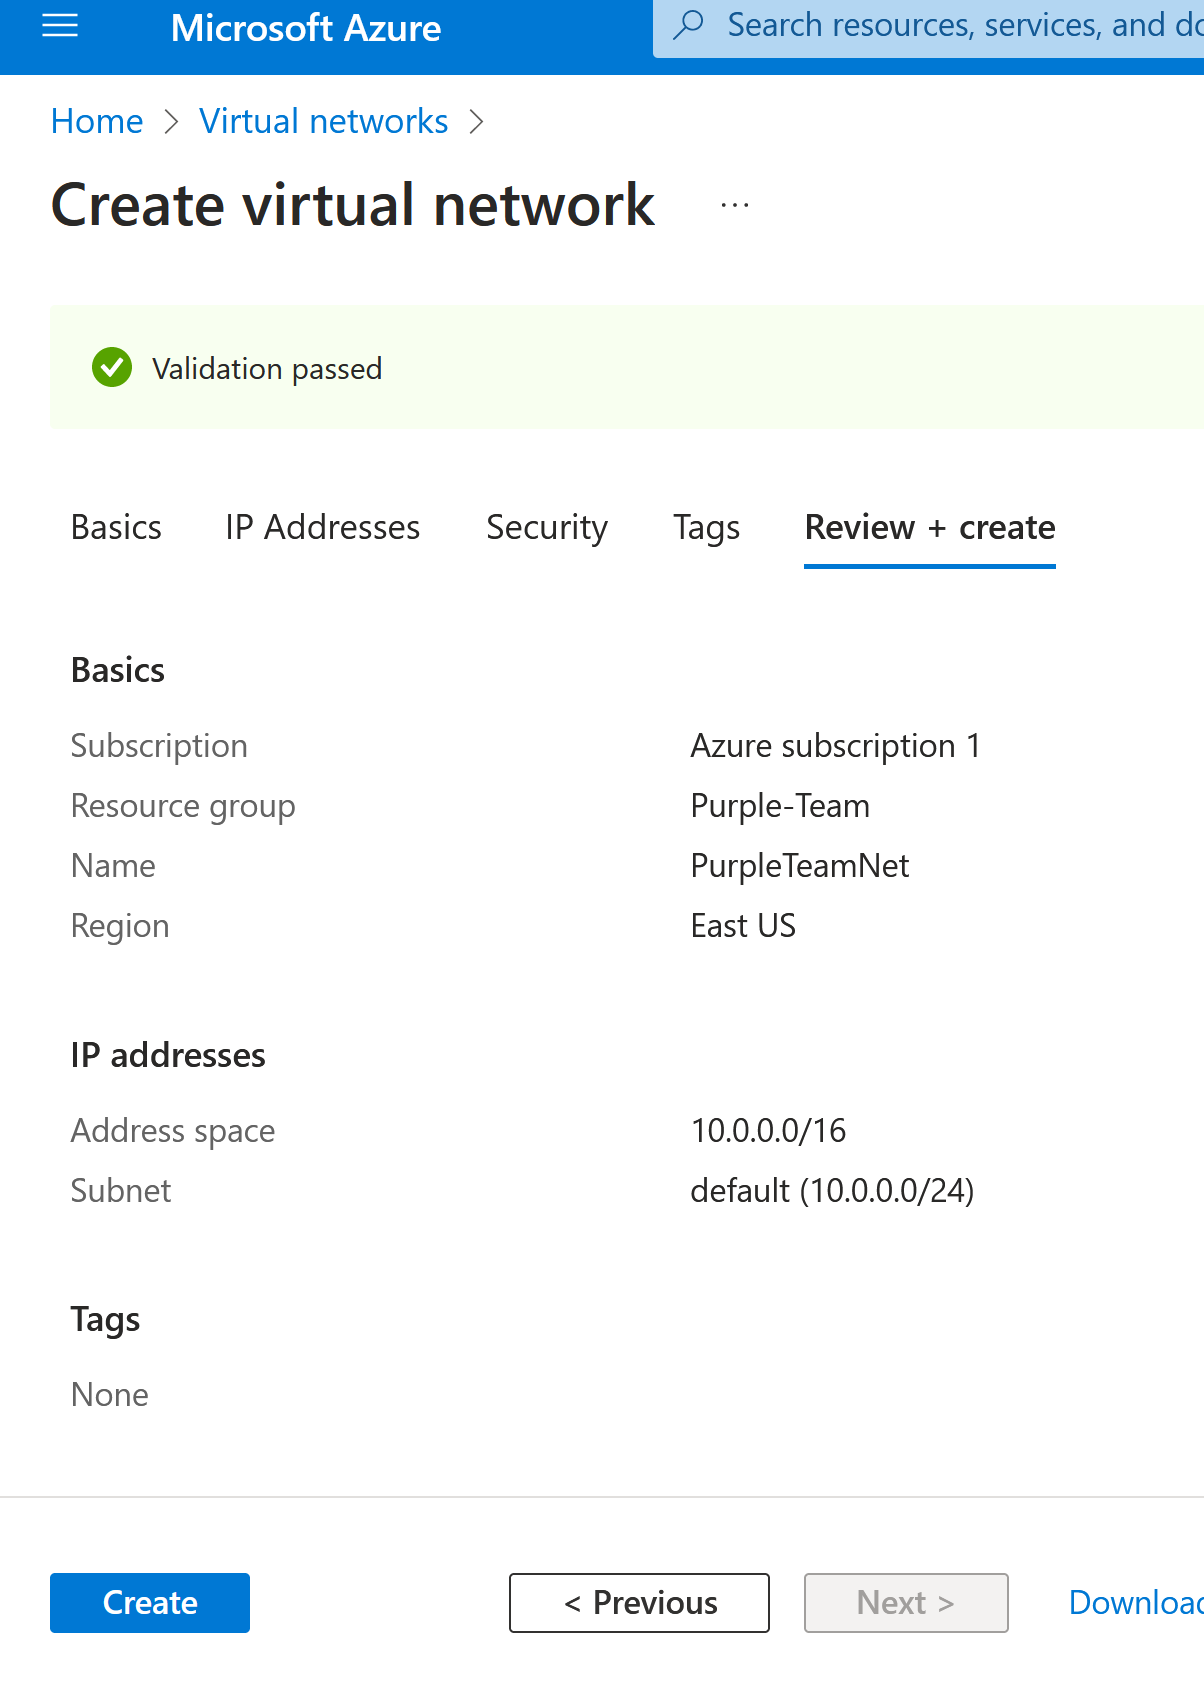 Microsoft Azure
Search resources, services, and do
Home > Virtual networks >
Create virtual network ...
Validation passed
Basics IP Addresses Security Tags Review + create
Basics
Subscription Azure subscription 1
Resource group Purple-Team
Name PurpleTeamNet
Region East US
IP addresses
Address space 10.0.0.0/16
Subnet default (10.0.0.0/24)
Tags
None
Create < Previous Next > Download